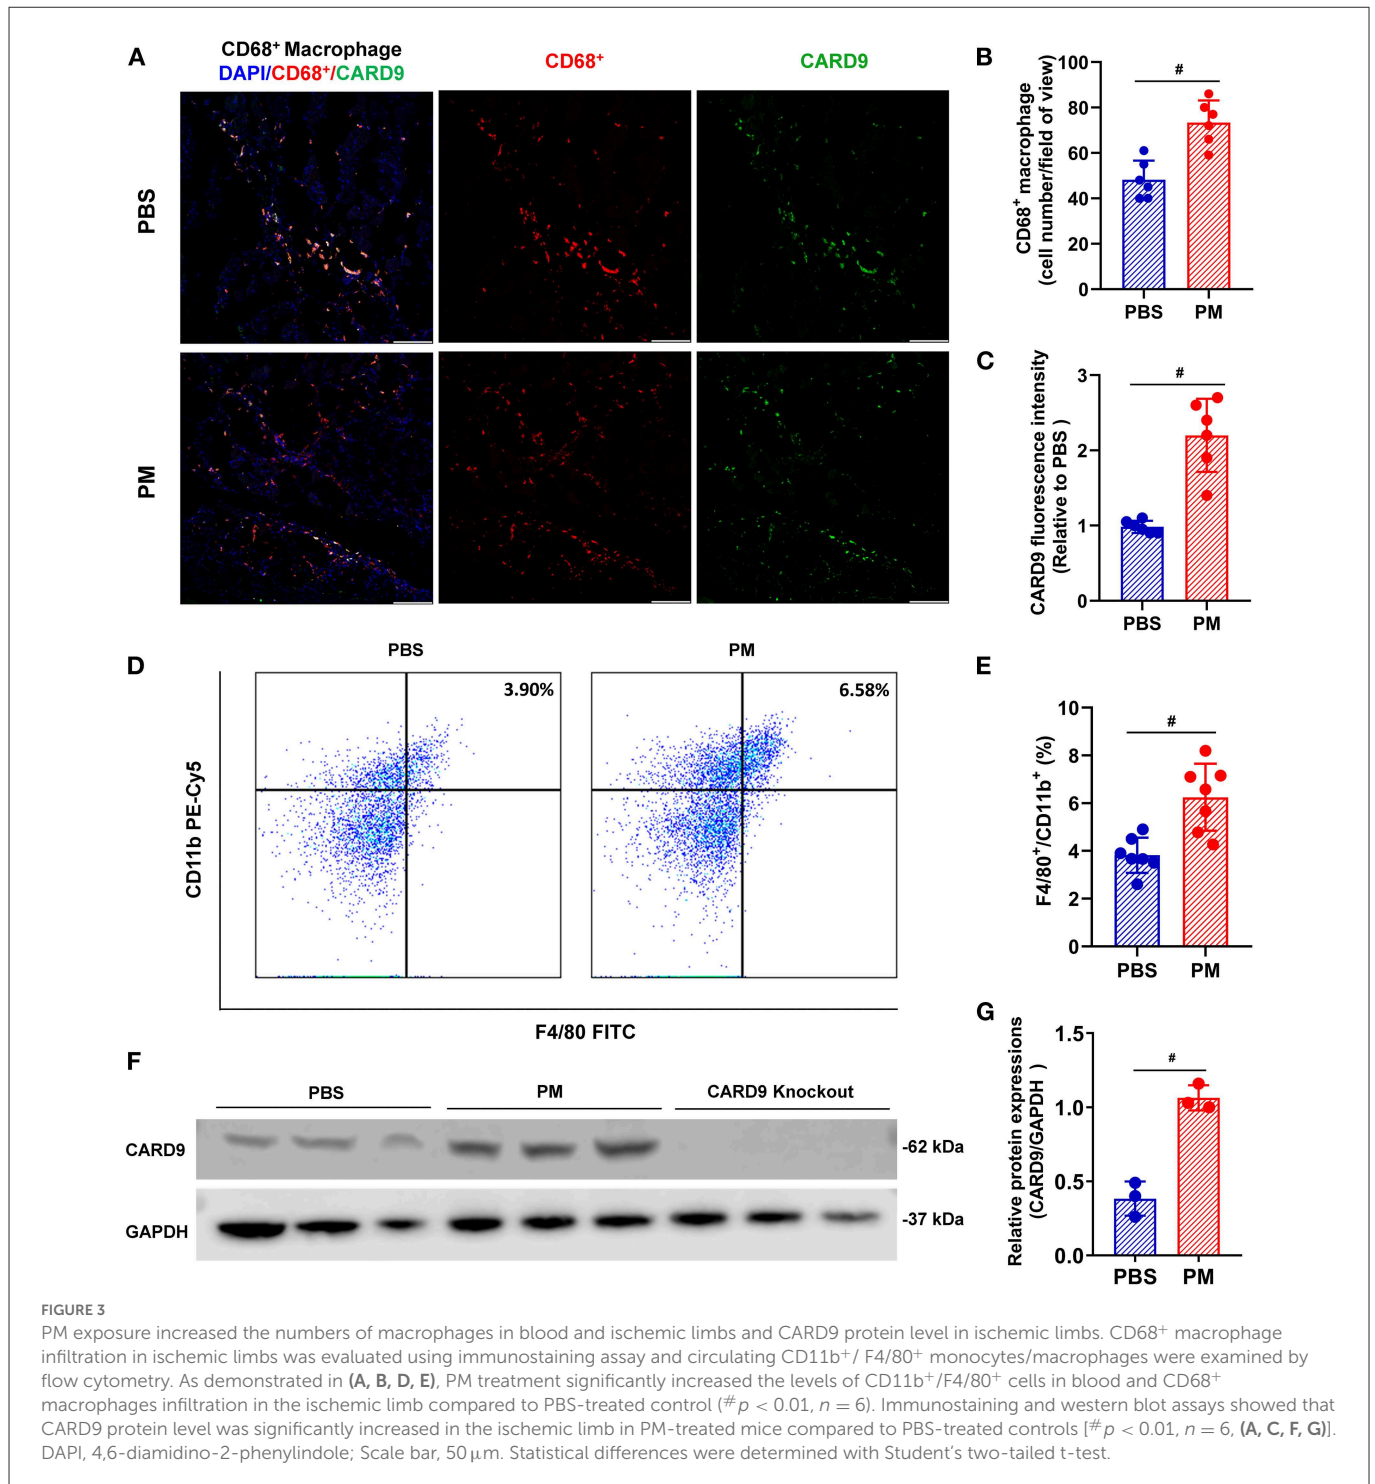 A
CD68⁺ Macrophage
DAPI/CD68⁺/CARD9
CD68⁺
CARD9
PBS
PM
B
CD68⁺ macrophage
(cell number/field of view)
100
80
60
40
20
0
#
PBS PM
C
CARD9 fluorescence intensity
(Relative to PBS )
3
2
1
0
#
PBS PM
D
PBS PM
3.90% 6.58%
CD11b PE-Cy5
F4/80 FITC
E
F4/80⁺/CD11b⁺ (%)
10
8
6
4
2
0
#
PBS PM
F
PBS PM CARD9 Knockout
CARD9 -62 kDa
GAPDH -37 kDa
G
Relative protein expressions
(CARD9/GAPDH )
1.5
1.0
0.5
0.0
#
PBS PM
FIGURE 3
PM exposure increased the numbers of macrophages in blood and ischemic limbs and CARD9 protein level in ischemic limbs. CD68⁺ macrophage
infiltration in ischemic limbs was evaluated using immunostaining assay and circulating CD11b⁺/ F4/80⁺ monocytes/macrophages were examined by
flow cytometry. As demonstrated in (A, B, D, E), PM treatment significantly increased the levels of CD11b⁺/F4/80⁺ cells in blood and CD68⁺
macrophages infiltration in the ischemic limb compared to PBS-treated control (#p < 0.01, n = 6). Immunostaining and western blot assays showed that
CARD9 protein level was significantly increased in the ischemic limb in PM-treated mice compared to PBS-treated controls [#p < 0.01, n = 6, (A, C, F, G)].
DAPI, 4,6-diamidino-2-phenylindole; Scale bar, 50 μm. Statistical differences were determined with Student's two-tailed t-test.